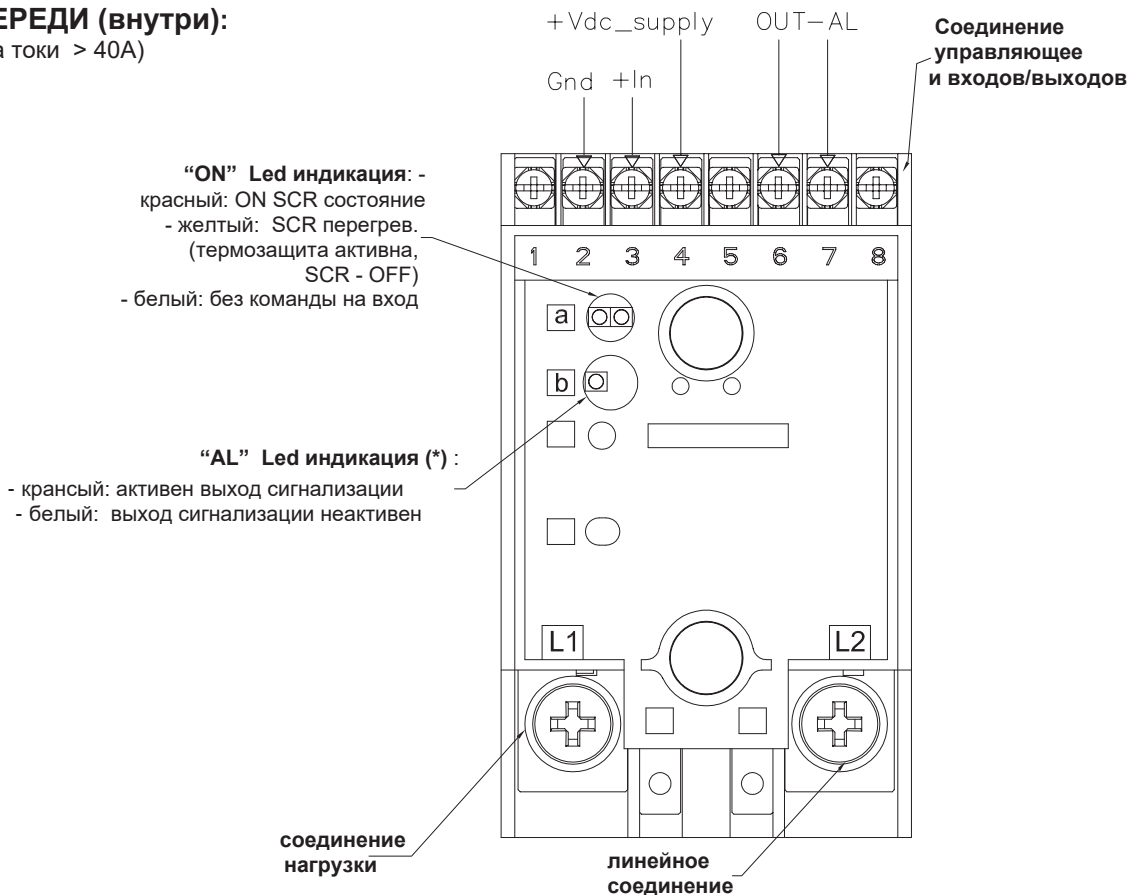 ЕРЕДИ (внутри):
а токи > 40А)
+Vdc_supply OUT-AL
Gnd +In
Соединение
управляющее
и входов/выходов
“ON” Led индикация: -
красный: ON SCR состояние
- желтый: SCR перегрев.
(термозащита активна,
SCR - OFF)
- белый: без команды на вход
1 2 3 4 5 6 7 8
a
b
“AL” Led индикация (*) :
- крансый: активен выход сигнализации
- белый: выход сигнализации неактивен
L1 L2
соединение
нагрузки
линейное
соединение